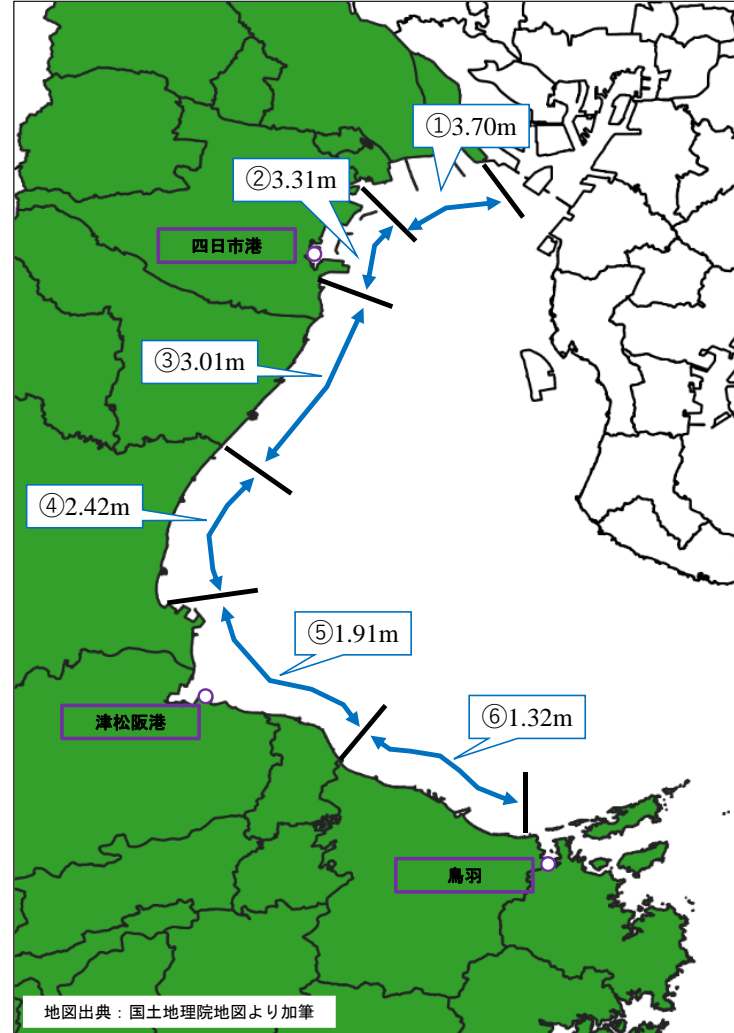 ①3.70m
②3.31m
四日市港
③3.01m
④2.42m
⑤1.91m
津松阪港
⑥1.32m
鳥羽
地図出典：国土地理院地図より加筆